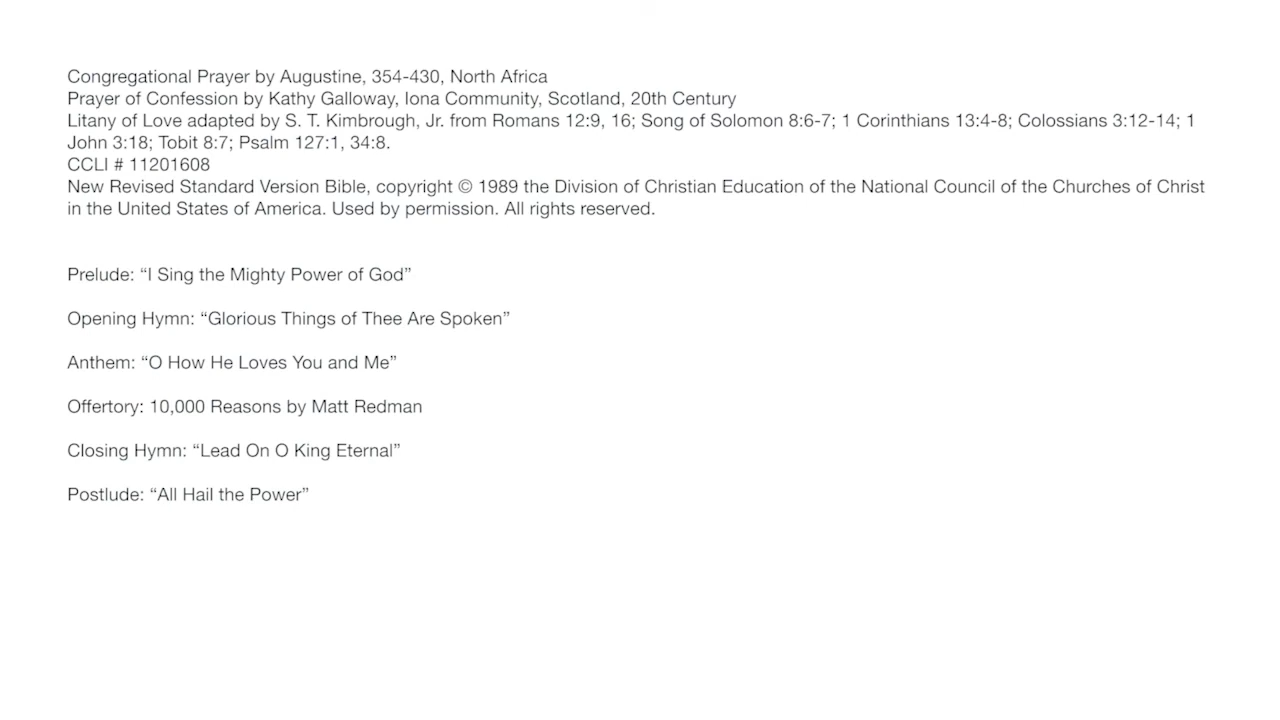 Congregational Prayer by Augustine, 354-430, North Africa
Prayer of Confession by Kathy Galloway, Iona Community, Scotland, 20th Century
Litany of Love adapted by S. T. Kimbrough, Jr. from Romans 12:9, 16; Song of Solomon 8:6-7; 1 Corinthians 13:4-8; Colossians 3:12-14; 1
John 3:18; Tobit 8:7; Psalm 127:1, 34:8.
CCLI # 11201608
New Revised Standard Version Bible, copyright © 1989 the Division of Christian Education of the National Council of the Churches of Christ
in the United States of America. Used by permission. All rights reserved.
Prelude: “I Sing the Mighty Power of God”
Opening Hymn: “Glorious Things of Thee Are Spoken”
Anthem: “O How He Loves You and Me”
Offertory: 10,000 Reasons by Matt Redman
Closing Hymn: “Lead On O King Eternal”
Postlude: “All Hail the Power”